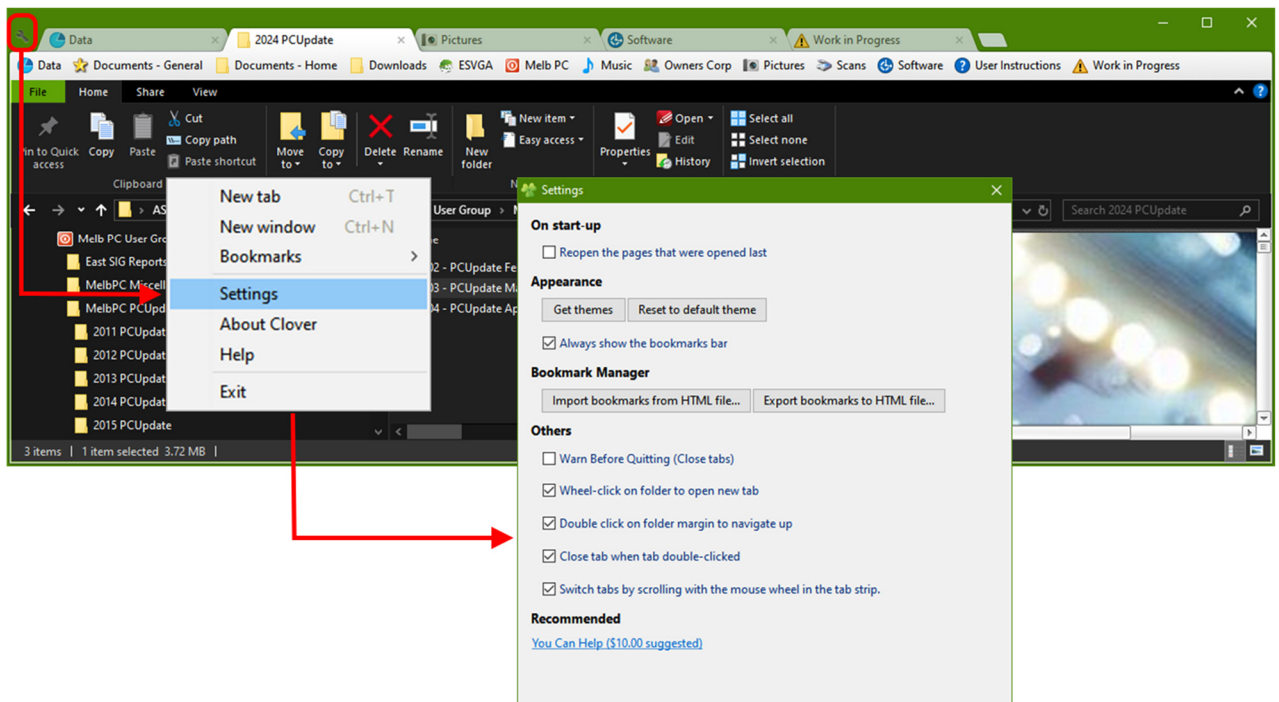 Data
2024 PCUpdate
Pictures
Software
Work in Progress
Data Documents - General Documents - Home Downloads ESVGA Melb PC Music Owners Corp Pictures Scans Software User Instructions Work in Progress
File Home Share View
Cut
Copy path
Paste shortcut
in to Quick access
Copy
Paste
Clipboard
Move to
Copy to
Delete
Rename
New folder
New item
Easy access
N
Properties
Open
Edit
History
Select all
Select none
Invert selection
AS
User Group
Search 2024 PCUpdate
Melb PC User Gro
East SIG Reports
MelbPC Miscell
MelbPC PCUpd
2011 PCUpdat
2012 PCUpdat
2013 PCUpdat
2014 PCUpdat
2015 PCUpdate
02 - PCUpdate Fe
03 - PCUpdate Ma
04 - PCUpdate Ap
3 items | 1 item selected 3.72 MB |
New tab Ctrl+T
New window Ctrl+N
Bookmarks
Settings
About Clover
Help
Exit
Settings
On start-up
Reopen the pages that were opened last
Appearance
Get themes Reset to default theme
Always show the bookmarks bar
Bookmark Manager
Import bookmarks from HTML file... Export bookmarks to HTML file...
Others
Warn Before Quitting (Close tabs)
Wheel-click on folder to open new tab
Double click on folder margin to navigate up
Close tab when tab double-clicked
Switch tabs by scrolling with the mouse wheel in the tab strip.
Recommended
You Can Help ($10.00 suggested)